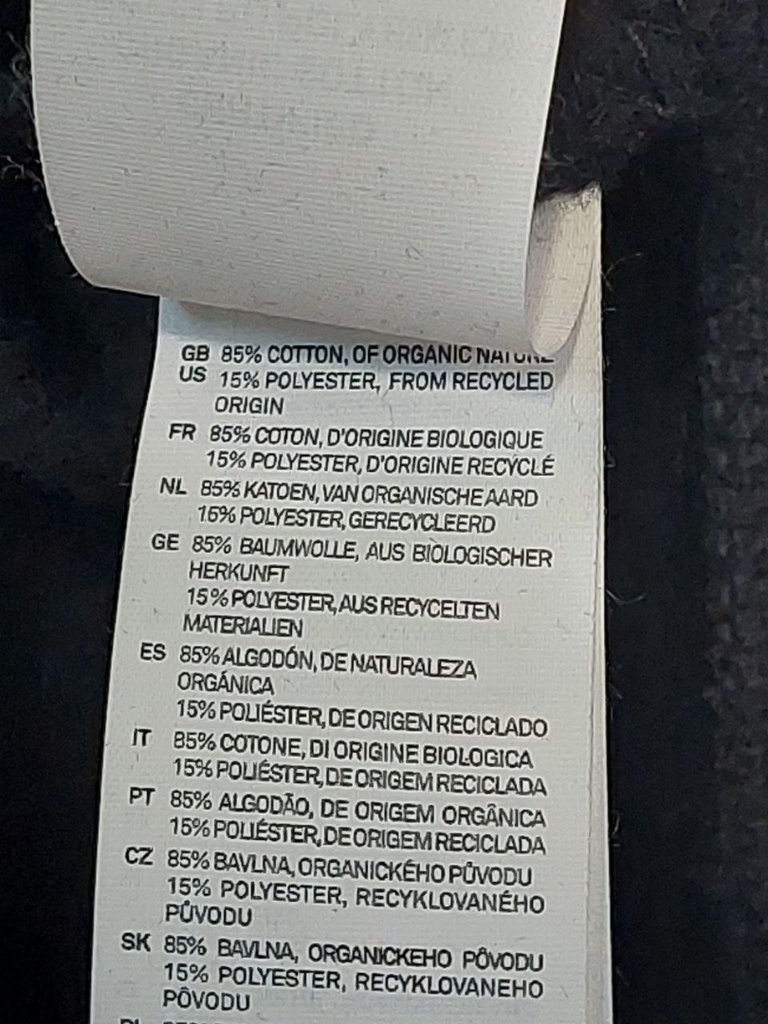 GB 85% COTTON, OF ORGANIC NATURE
US 15% POLYESTER, FROM RECYCLED
ORIGIN
FR 85% COTON, D'ORIGINE BIOLOGIQUE
15% POLYESTER, D'ORIGINE RECYCLÉ
NL 85% KATOEN, VAN ORGANISCHE AARD
15% POLYESTER, GERECYCLEERD
GE 85% BAUMWOLLE, AUS BIOLOGISCHER
HERKUNFT
15% POLYESTER, AUS RECYCELTEN
MATERIALIEN
ES 85% ALGODÓN, DE NATURALEZA
ORGÁNICA
15% POLIÉSTER, DE ORIGEN RECICLADO
IT 85% COTONE, DI ORIGINE BIOLOGICA
15% POLIÉSTER, DE ORIGEM RECICLADA
PT 85% ALGODÃO, DE ORIGEM ORGÂNICA
15% POLIÉSTER, DE ORIGEM RECICLADA
CZ 85% BAVLNA, ORGANICKÉHO PŮVODU
15% POLYESTER, RECYKLOVANÉHO
PŮVODU
SK 85% BAVLNA, ORGANICKEHO PÔVODU
15% POLYESTER, RECYKLOVANEHO
PÔVODU